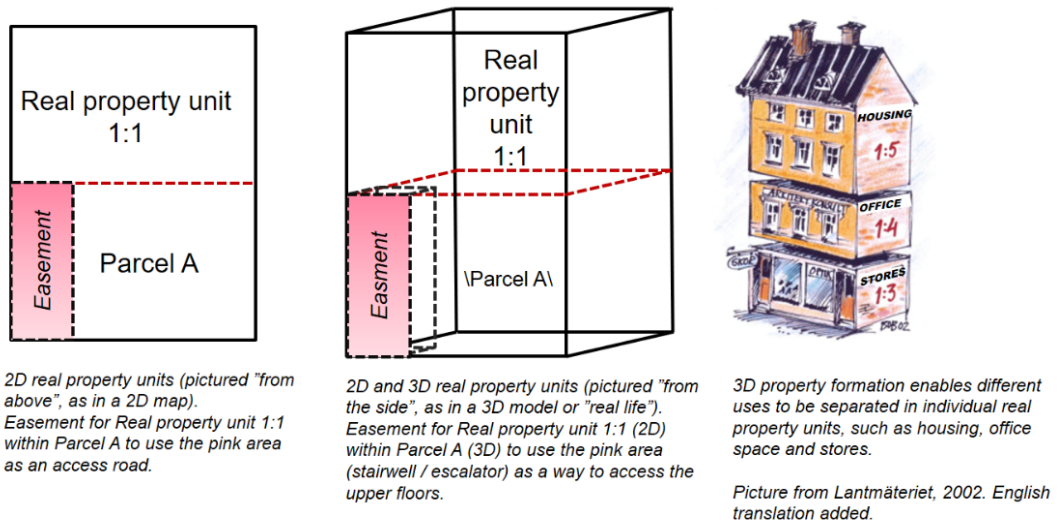 Real property unit
1:1
Easement
Parcel A
2D real property units (pictured ”from
above”, as in a 2D map).
Easement for Real property unit 1:1
within Parcel A to use the pink area
as an access road.
Real
property
unit
1:1
Easment
\Parcel A\
2D and 3D real property units (pictured ”from
the side”, as in a 3D model or ”real life”).
Easement for Real property unit 1:1 (2D)
within Parcel A (3D) to use the pink area
(stairwell / escalator) as a way to access the
upper floors.
HOUSING
1:5
OFFICE
1:4
SKOR
STORES
1:3
BOB 02
3D property formation enables different
uses to be separated in individual real
property units, such as housing, office
space and stores.
Picture from Lantmäteriet, 2002. English
translation added.